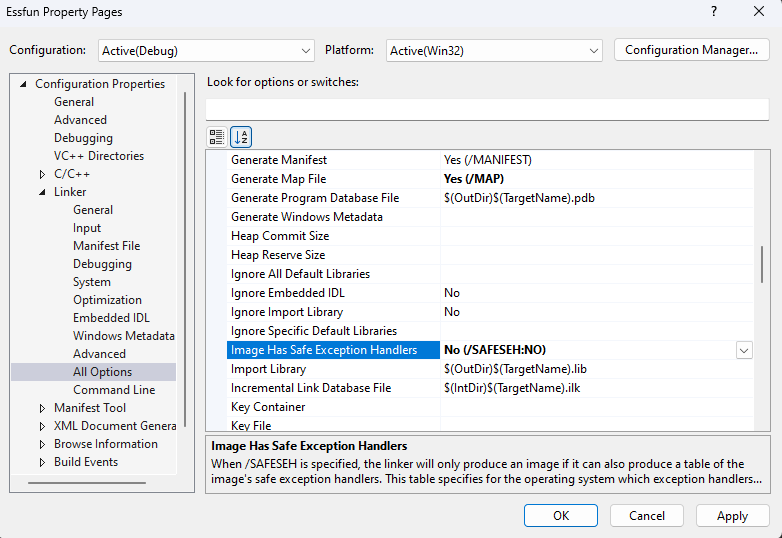 Essfun Property Pages
?
Configuration: Active(Debug) Platform: Active(Win32) Configuration Manager...
Configuration Properties
General
Advanced
Debugging
VC++ Directories
C/C++
Linker
General
Input
Manifest File
Debugging
System
Optimization
Embedded IDL
Windows Metadata
Advanced
All Options
Command Line
Manifest Tool
XML Document Genera
Browse Information
Build Events
Look for options or switches:
Generate Manifest Yes (/MANIFEST)
Generate Map File Yes (/MAP)
Generate Program Database File $(OutDir)$(TargetName).pdb
Generate Windows Metadata
Heap Commit Size
Heap Reserve Size
Ignore All Default Libraries
Ignore Embedded IDL No
Ignore Import Library No
Ignore Specific Default Libraries
Image Has Safe Exception Handlers No (/SAFESEH:NO)
Import Library $(OutDir)$(TargetName).lib
Incremental Link Database File $(IntDir)$(TargetName).ilk
Key Container
Key File
Image Has Safe Exception Handlers
When /SAFESEH is specified, the linker will only produce an image if it can also produce a table of the
image's safe exception handlers. This table specifies for the operating system which exception handlers...
OK Cancel Apply